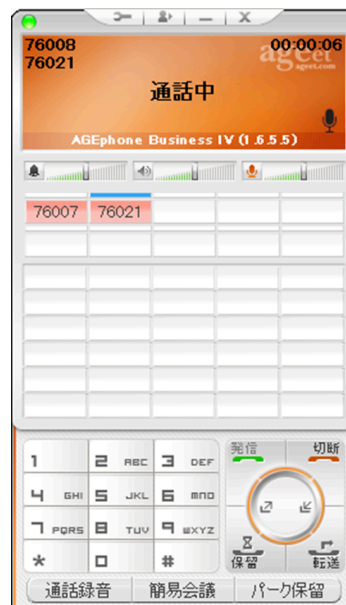 76008 00:00:06
76021
ageet
ageet.com
通話中
AGEphone Business IV (1.6.5.5)
76007 76021
1 2 ABC 3 DEF
4 GHI 5 JKL 6 MNO
7 PQRS 8 TUV 9 WXYZ
* 0 #
発信 切断
保留 転送
通話録音 簡易会議 パーク保留